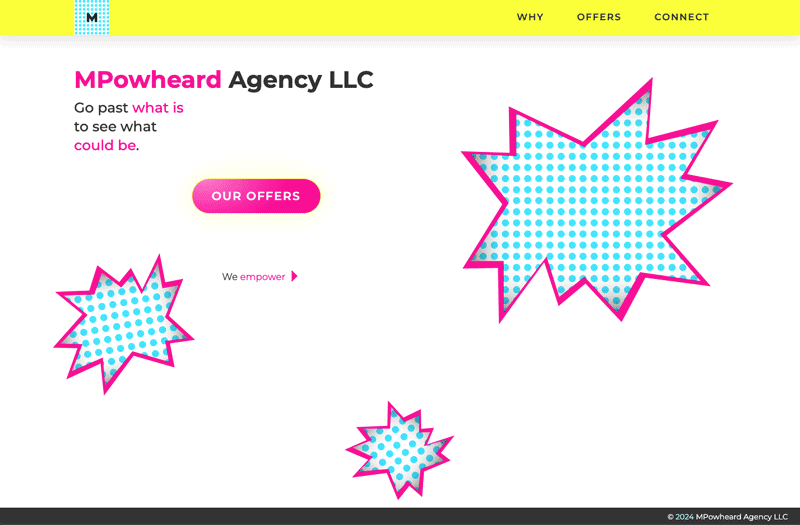 M
WHY OFFERS CONNECT
MPowheard Agency LLC
Go past what is
to see what
could be.
OUR OFFERS
We empower
© 2024 MPowheard Agency LLC